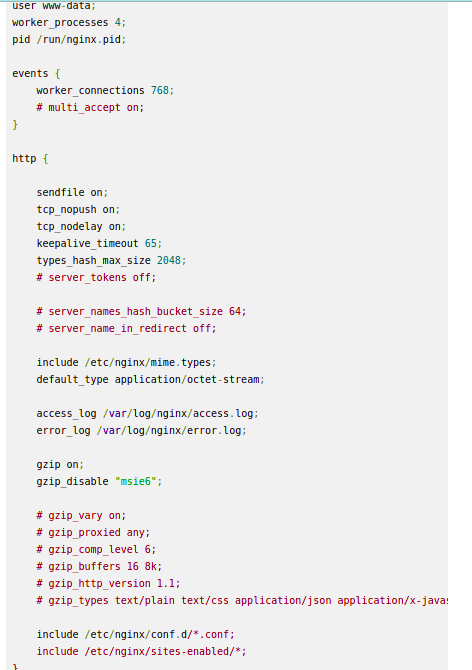 user www-data;
worker_processes 4;
pid /run/nginx.pid;
events {
worker_connections 768;
# multi_accept on;
}
http {
sendfile on;
tcp_nopush on;
tcp_nodelay on;
keepalive_timeout 65;
types_hash_max_size 2048;
# server_tokens off;
# server_names_hash_bucket_size 64;
# server_name_in_redirect off;
include /etc/nginx/mime.types;
default_type application/octet-stream;
access_log /var/log/nginx/access.log;
error_log /var/log/nginx/error.log;
gzip on;
gzip_disable "msie6";
# gzip_vary on;
# gzip_proxied any;
# gzip_comp_level 6;
# gzip_buffers 16 8k;
# gzip_http_version 1.1;
# gzip_types text/plain text/css application/json application/x-javas
include /etc/nginx/conf.d/*.conf;
include /etc/nginx/sites-enabled/*;
}